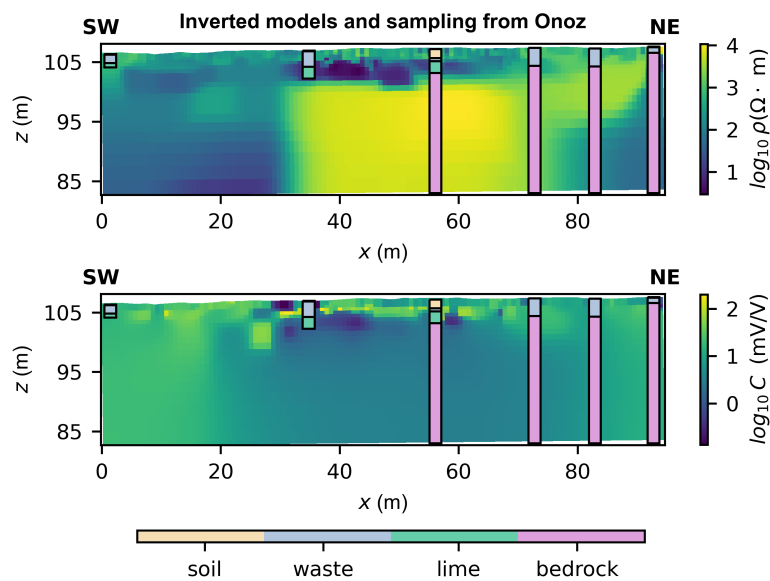 Inverted models and sampling from Onoz
SW NE
105
95
85
z (m)
0 20 40 60 80
x (m)
4
3
2
1
log₁₀ ρ(Ω · m)
SW NE
105
95
85
z (m)
0 20 40 60 80
x (m)
2
1
0
log₁₀ C (mV/V)
soil waste lime bedrock